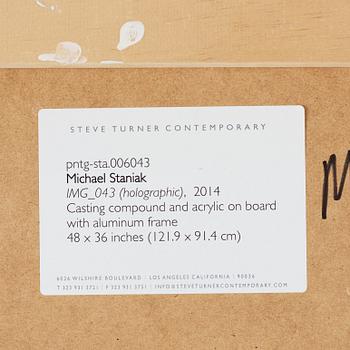 STEVE TURNER CONTEMPORARY
pntg-sta.006043
Michael Staniak
IMG_043 (holographic), 2014
Casting compound and acrylic on board
with aluminum frame
48 x 36 inches (121.9 x 91.4 cm)
6026 WILSHIRE BOULEVARD | LOS ANGELES CALIFORNIA | 90036
T 323 931 3721 | F 323 931 3751 | INFO@STEVETURNERCONTEMPORARY.COM
M